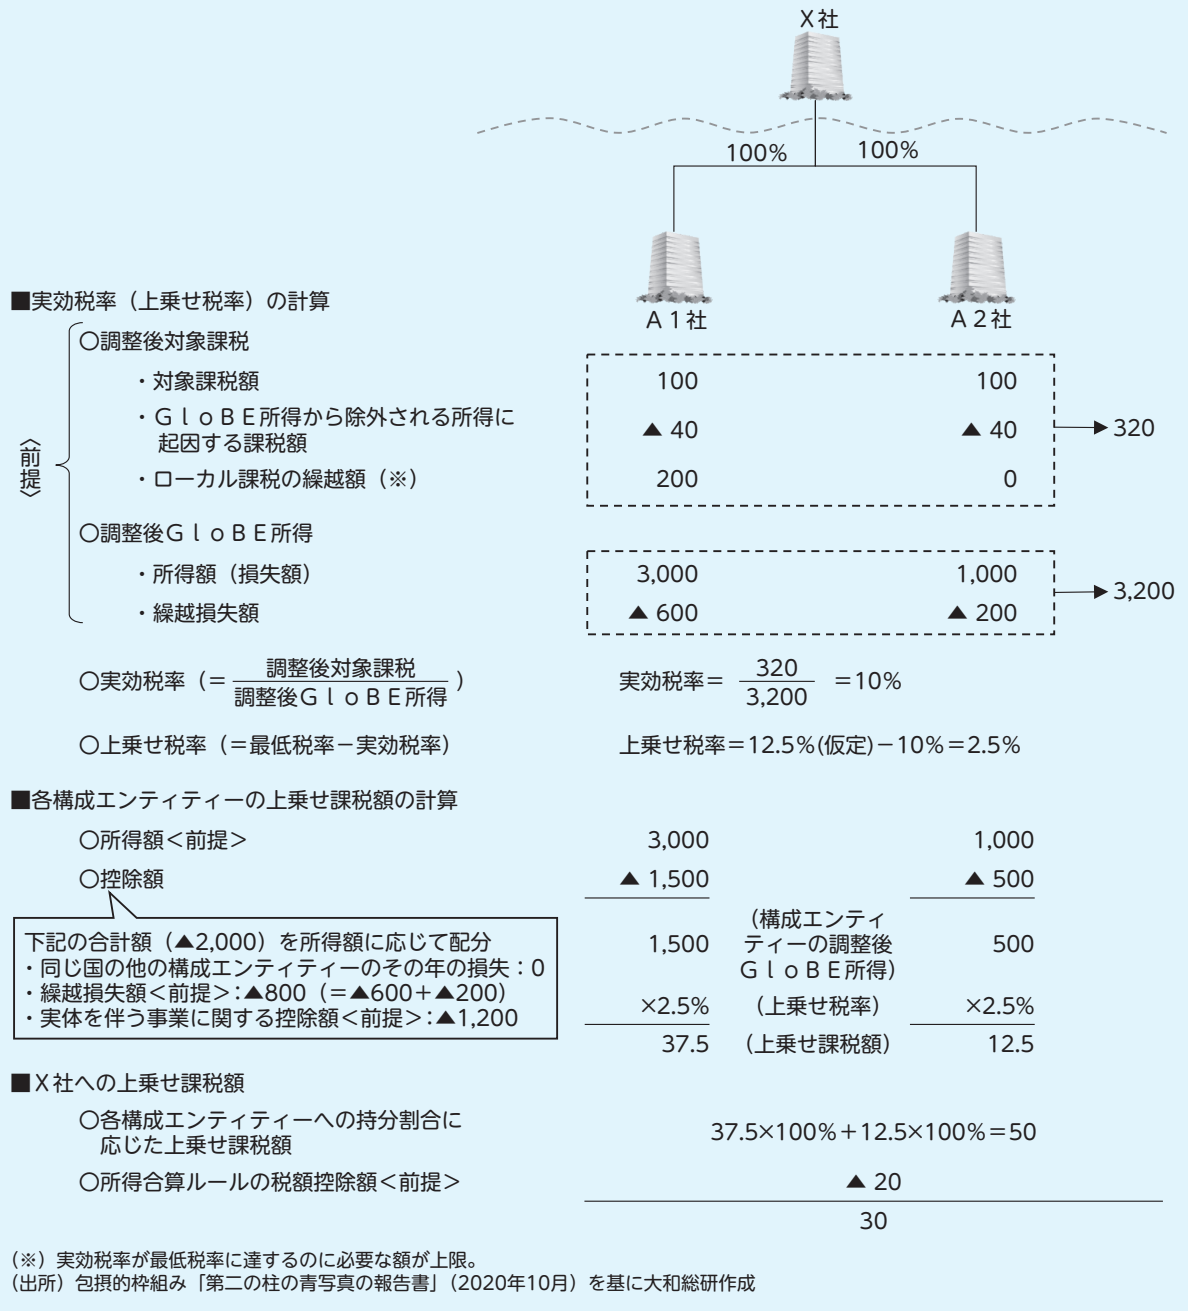 X社
100%
100%
A1社
A2社
■実効税率（上乗せ税率）の計算
〈前提〉
○調整後対象課税
・対象課税額 100 100
・GloBE所得から除外される所得に
起因する課税額 ▲ 40 ▲ 40
320
・ローカル課税の繰越額（※） 200 0
○調整後GloBE所得
・所得額（損失額） 3,000 1,000
3,200
・繰越損失額 ▲ 600 ▲ 200
○実効税率（＝調整後対象課税
調整後GloBE所得）
実効税率＝ 320
3,200 ＝10%
○上乗せ税率（＝最低税率－実効税率） 上乗せ税率＝12.5%(仮定)－10%＝2.5%
■各構成エンティティーの上乗せ課税額の計算
○所得額＜前提＞ 3,000 1,000
○控除額 ▲ 1,500 ▲ 500
下記の合計額（▲2,000）を所得額に応じて配分
・同じ国の他の構成エンティティーのその年の損失：0
・繰越損失額＜前提＞：▲800（＝▲600＋▲200）
・実体を伴う事業に関する控除額＜前提＞：▲1,200
1,500
（構成エンティ
ティーの調整後
GloBE所得）
500
×2.5% （上乗せ税率） ×2.5%
37.5 （上乗せ課税額） 12.5
■X社への上乗せ課税額
○各構成エンティティーへの持分割合に
応じた上乗せ課税額
37.5×100%＋12.5×100%＝50
○所得合算ルールの税額控除額＜前提＞ ▲ 20
30
（※）実効税率が最低税率に達するのに必要な額が上限。
（出所）包摂的枠組み「第二の柱の青写真の報告書」（2020年10月）を基に大和総研作成